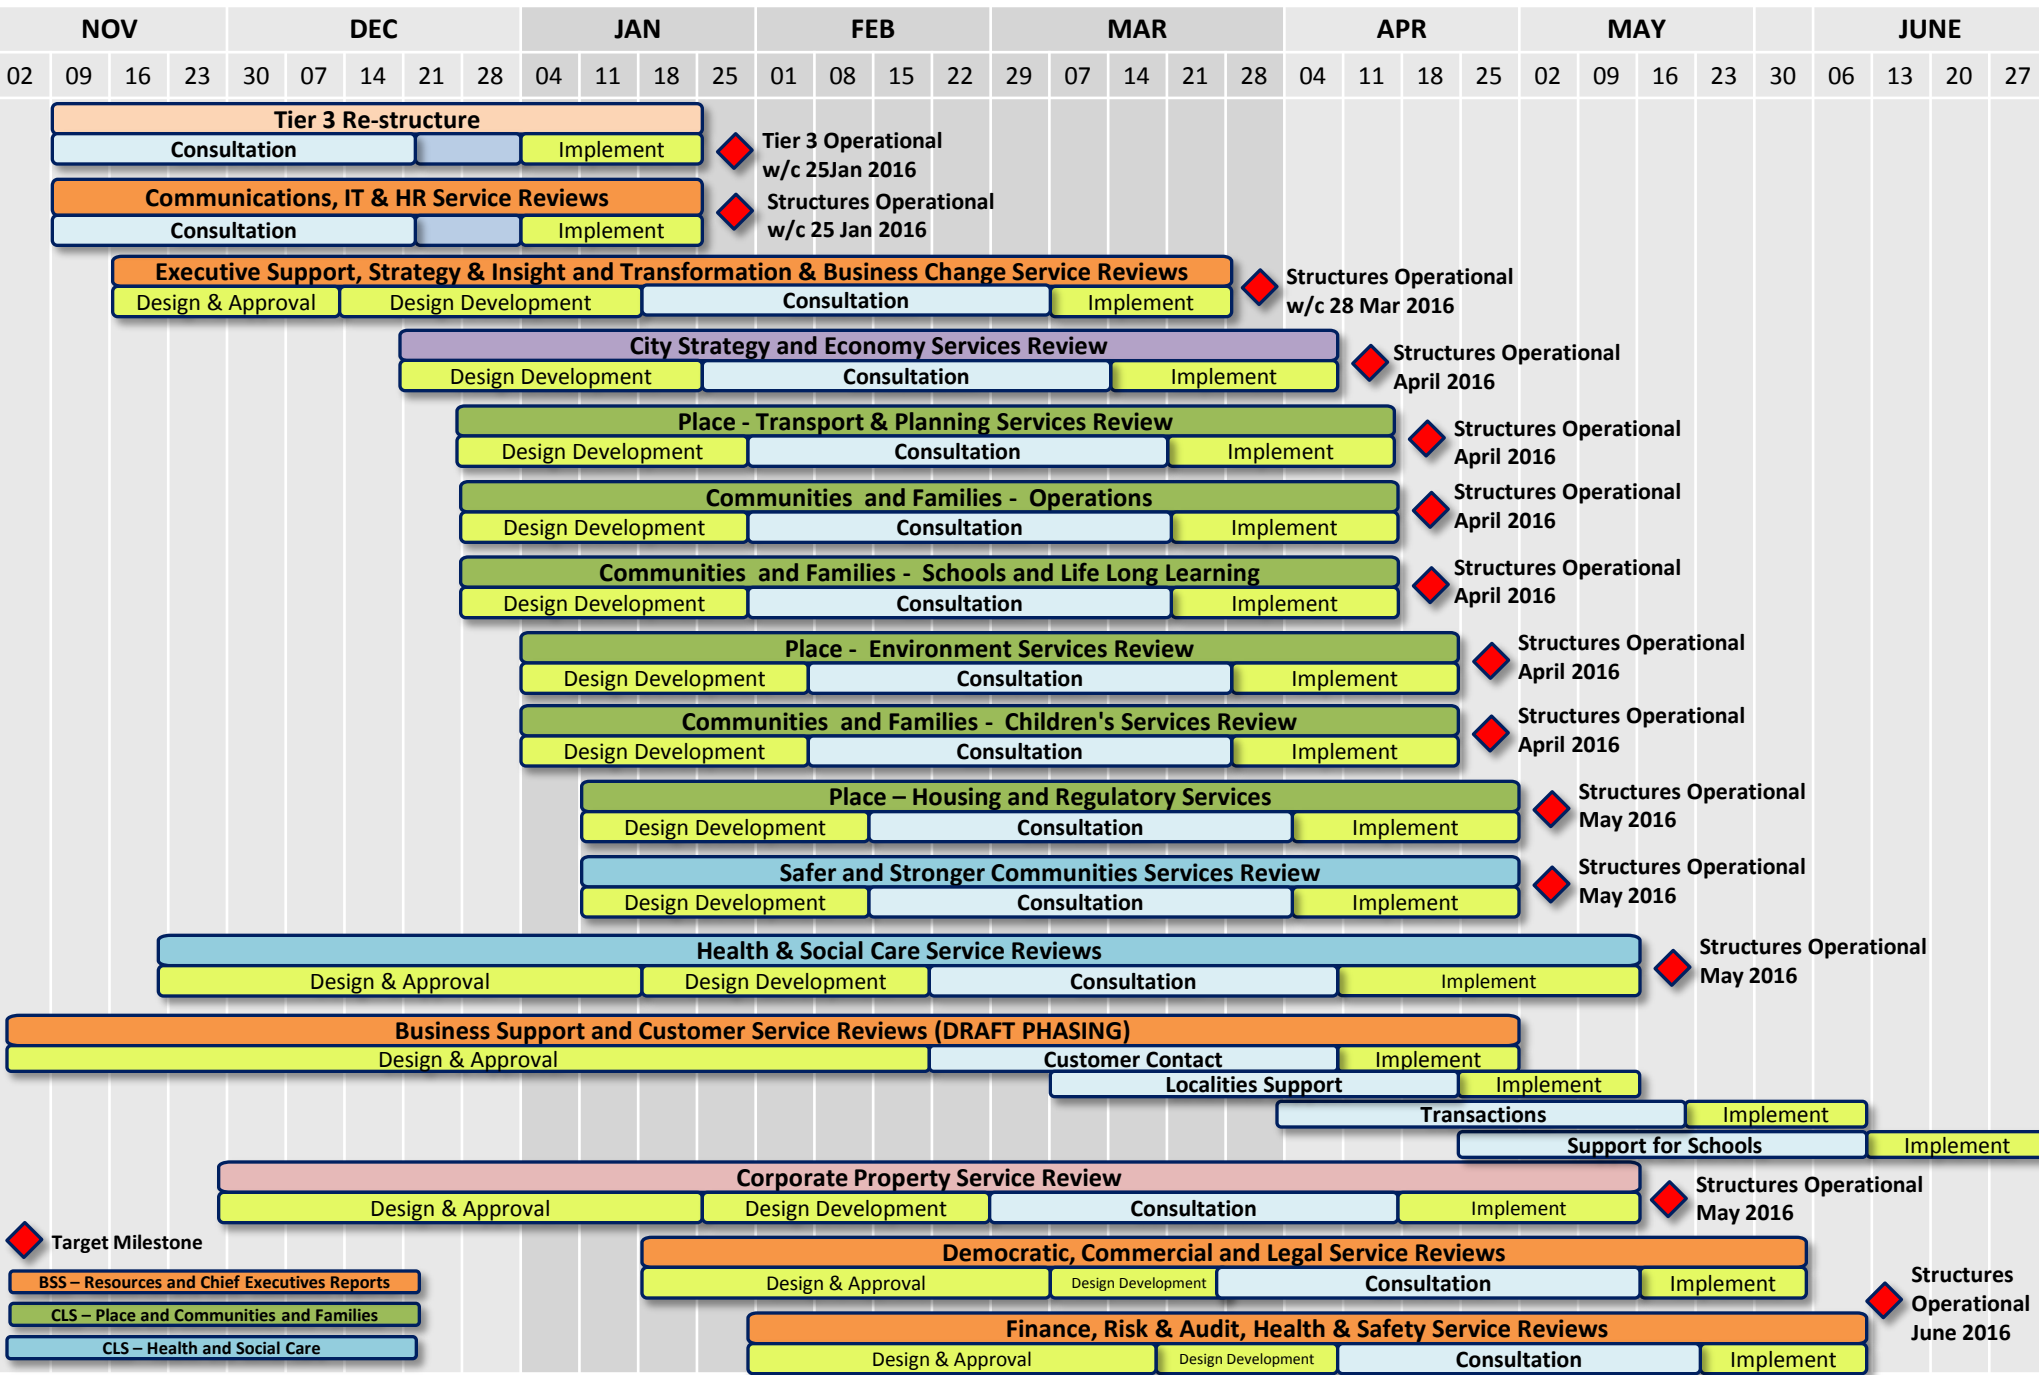 NOV DEC JAN FEB MAR APR MAY JUNE
02 09 16 23 30 07 14 21 28 04 11 18 25 01 08 15 22 29 07 14 21 28 04 11 18 25 02 09 16 23 30 06 13 20 27
Tier 3 Re-structure
Consultation Implement
Tier 3 Operational
w/c 25Jan 2016
Communications, IT & HR Service Reviews
Consultation Implement
Structures Operational
w/c 25 Jan 2016
Executive Support, Strategy & Insight and Transformation & Business Change Service Reviews
Design & Approval Design Development Consultation Implement
Structures Operational
w/c 28 Mar 2016
City Strategy and Economy Services Review
Design Development Consultation Implement
Structures Operational
April 2016
Place - Transport & Planning Services Review
Design Development Consultation Implement
Structures Operational
April 2016
Communities and Families - Operations
Design Development Consultation Implement
Structures Operational
April 2016
Communities and Families - Schools and Life Long Learning
Design Development Consultation Implement
Structures Operational
April 2016
Place - Environment Services Review
Design Development Consultation Implement
Structures Operational
April 2016
Communities and Families - Children's Services Review
Design Development Consultation Implement
Structures Operational
April 2016
Place – Housing and Regulatory Services
Design Development Consultation Implement
Structures Operational
May 2016
Safer and Stronger Communities Services Review
Design Development Consultation Implement
Structures Operational
May 2016
Health & Social Care Service Reviews
Design & Approval Design Development Consultation Implement
Structures Operational
May 2016
Business Support and Customer Service Reviews (DRAFT PHASING)
Design & Approval Customer Contact Implement
Localities Support Implement
Transactions Implement
Support for Schools Implement
Corporate Property Service Review
Design & Approval Design Development Consultation Implement
Structures Operational
May 2016
Target Milestone
Democratic, Commercial and Legal Service Reviews
Design & Approval Design Development Consultation Implement
BSS – Resources and Chief Executives Reports
CLS – Place and Communities and Families
CLS – Health and Social Care
Finance, Risk & Audit, Health & Safety Service Reviews
Design & Approval Design Development Consultation Implement
Structures
Operational
June 2016